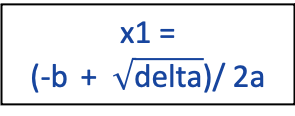 x1 =
(-b + √delta)/ 2a